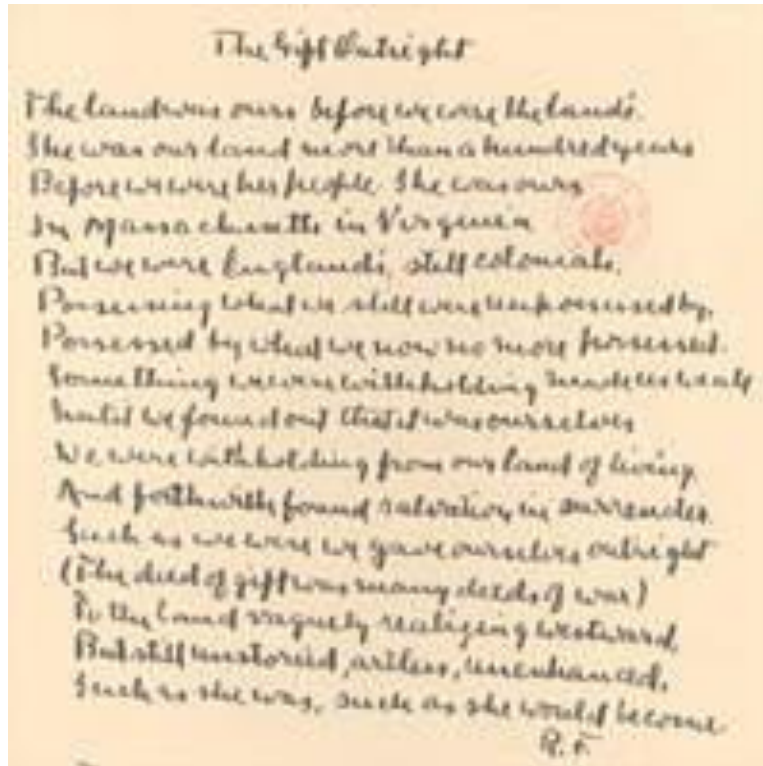 The Gift Outright
The land was ours before we were the land's.
She was our land more than a hundred years
Before we were her people. She was ours
In Massachusetts in Virginia
But we were England's, still colonials,
Possessing what we still were unpossessed by,
Possessed by what we now no more possessed.
Something we were withholding made us weak
Until we found out that it was ourselves
We were withholding from our land of living
And forthwith found salvation in surrender.
Such as we were we gave ourselves outright
(The deed of gift was many deeds of war)
To the land vaguely realizing westward,
But still unstoried, artless, unenhanced,
Such as she was, such as she would become
R. F.